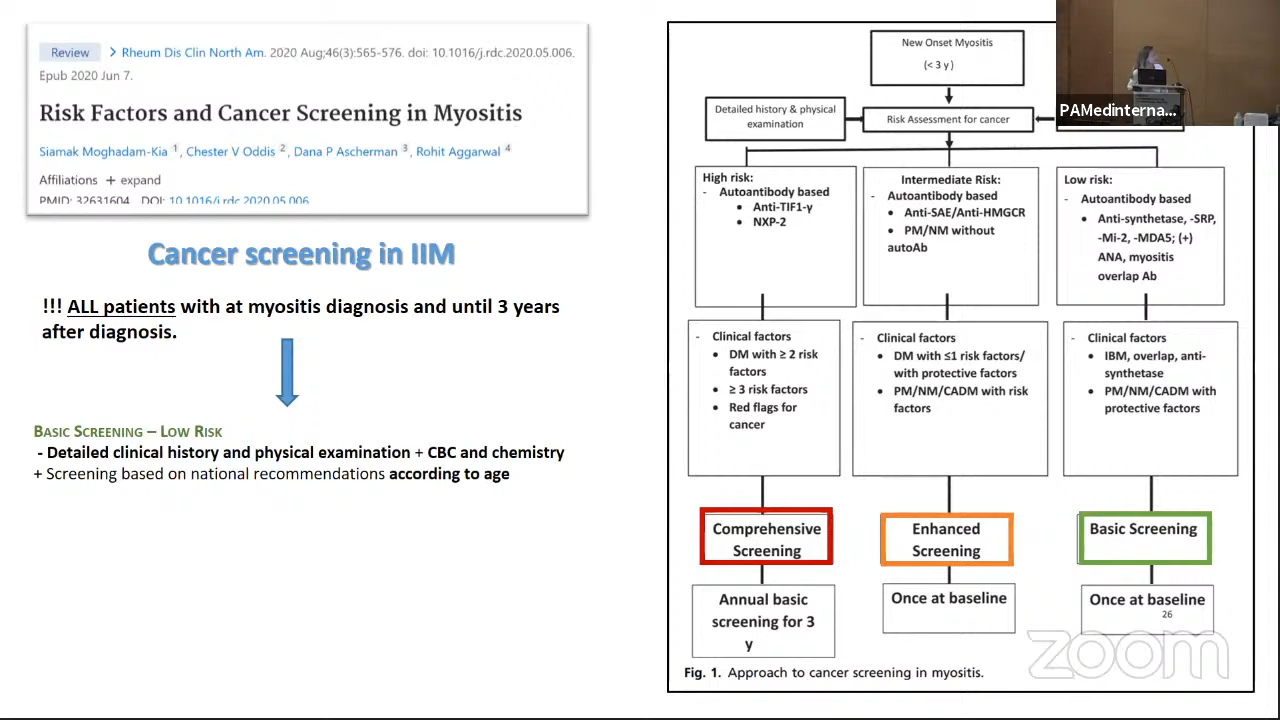 Review > Rheum Dis Clin North Am. 2020 Aug;46(3):565-576. doi: 10.1016/j.rdc.2020.05.006.
Epub 2020 Jun 7.
Risk Factors and Cancer Screening in Myositis
Siamak Moghadam-Kia 1, Chester V Oddis 2, Dana P Ascherman 3, Rohit Aggarwal 4
Affiliations + expand
PMID: 32631604 DOI: 10.1016/j.rdc.2020.05.006
Cancer screening in IIM
!!! ALL patients with at myositis diagnosis and until 3 years
after diagnosis.
BASIC SCREENING – LOW RISK
- Detailed clinical history and physical examination + CBC and chemistry
+ Screening based on national recommendations according to age
New Onset Myositis
(< 3 y )
Detailed history & physical
examination
Risk Assessment for cancer
PAMedinterna...
High risk:
- Autoantibody based
• Anti-TIF1-γ
• NXP-2
Intermediate Risk:
- Autoantibody based
• Anti-SAE/Anti-HMGCR
• PM/NM without
autoAb
Low risk:
- Autoantibody based
• Anti-synthetase, -SRP,
-Mi-2, -MDA5; (+)
ANA, myositis
overlap Ab
- Clinical factors
• DM with ≥ 2 risk
factors
• ≥ 3 risk factors
• Red flags for
cancer
- Clinical factors
• DM with ≤1 risk factors/
with protective factors
• PM/NM/CADM with risk
factors
- Clinical factors
• IBM, overlap, anti-
synthetase
• PM/NM/CADM with
protective factors
Comprehensive
Screening
Enhanced
Screening
Basic Screening
Annual basic
screening for 3
y
Once at baseline
Once at baseline
26
zoom
Fig. 1. Approach to cancer screening in myositis.